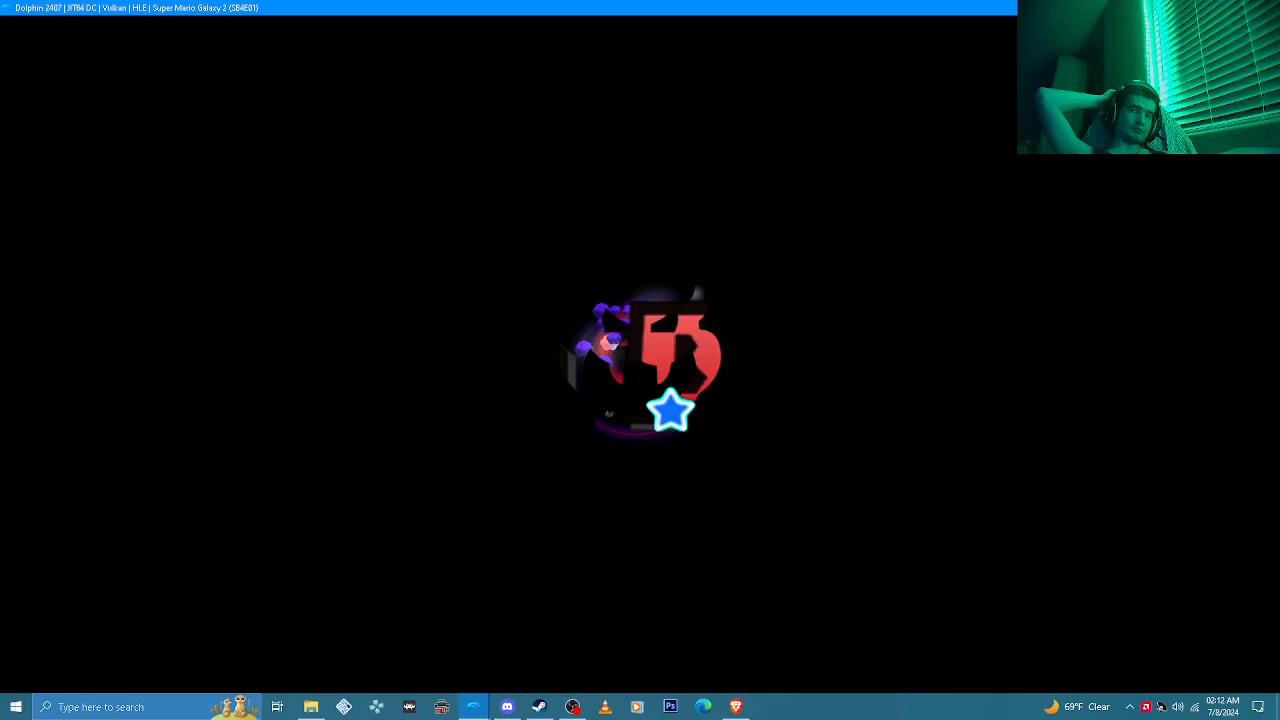 Dolphin 2407 | JIT64 DC | Vulkan | HLE | Super Mario Galaxy 2 (SB4E01)
Type here to search
Ps
69°F Clear
02:12 AM
7/8/2024